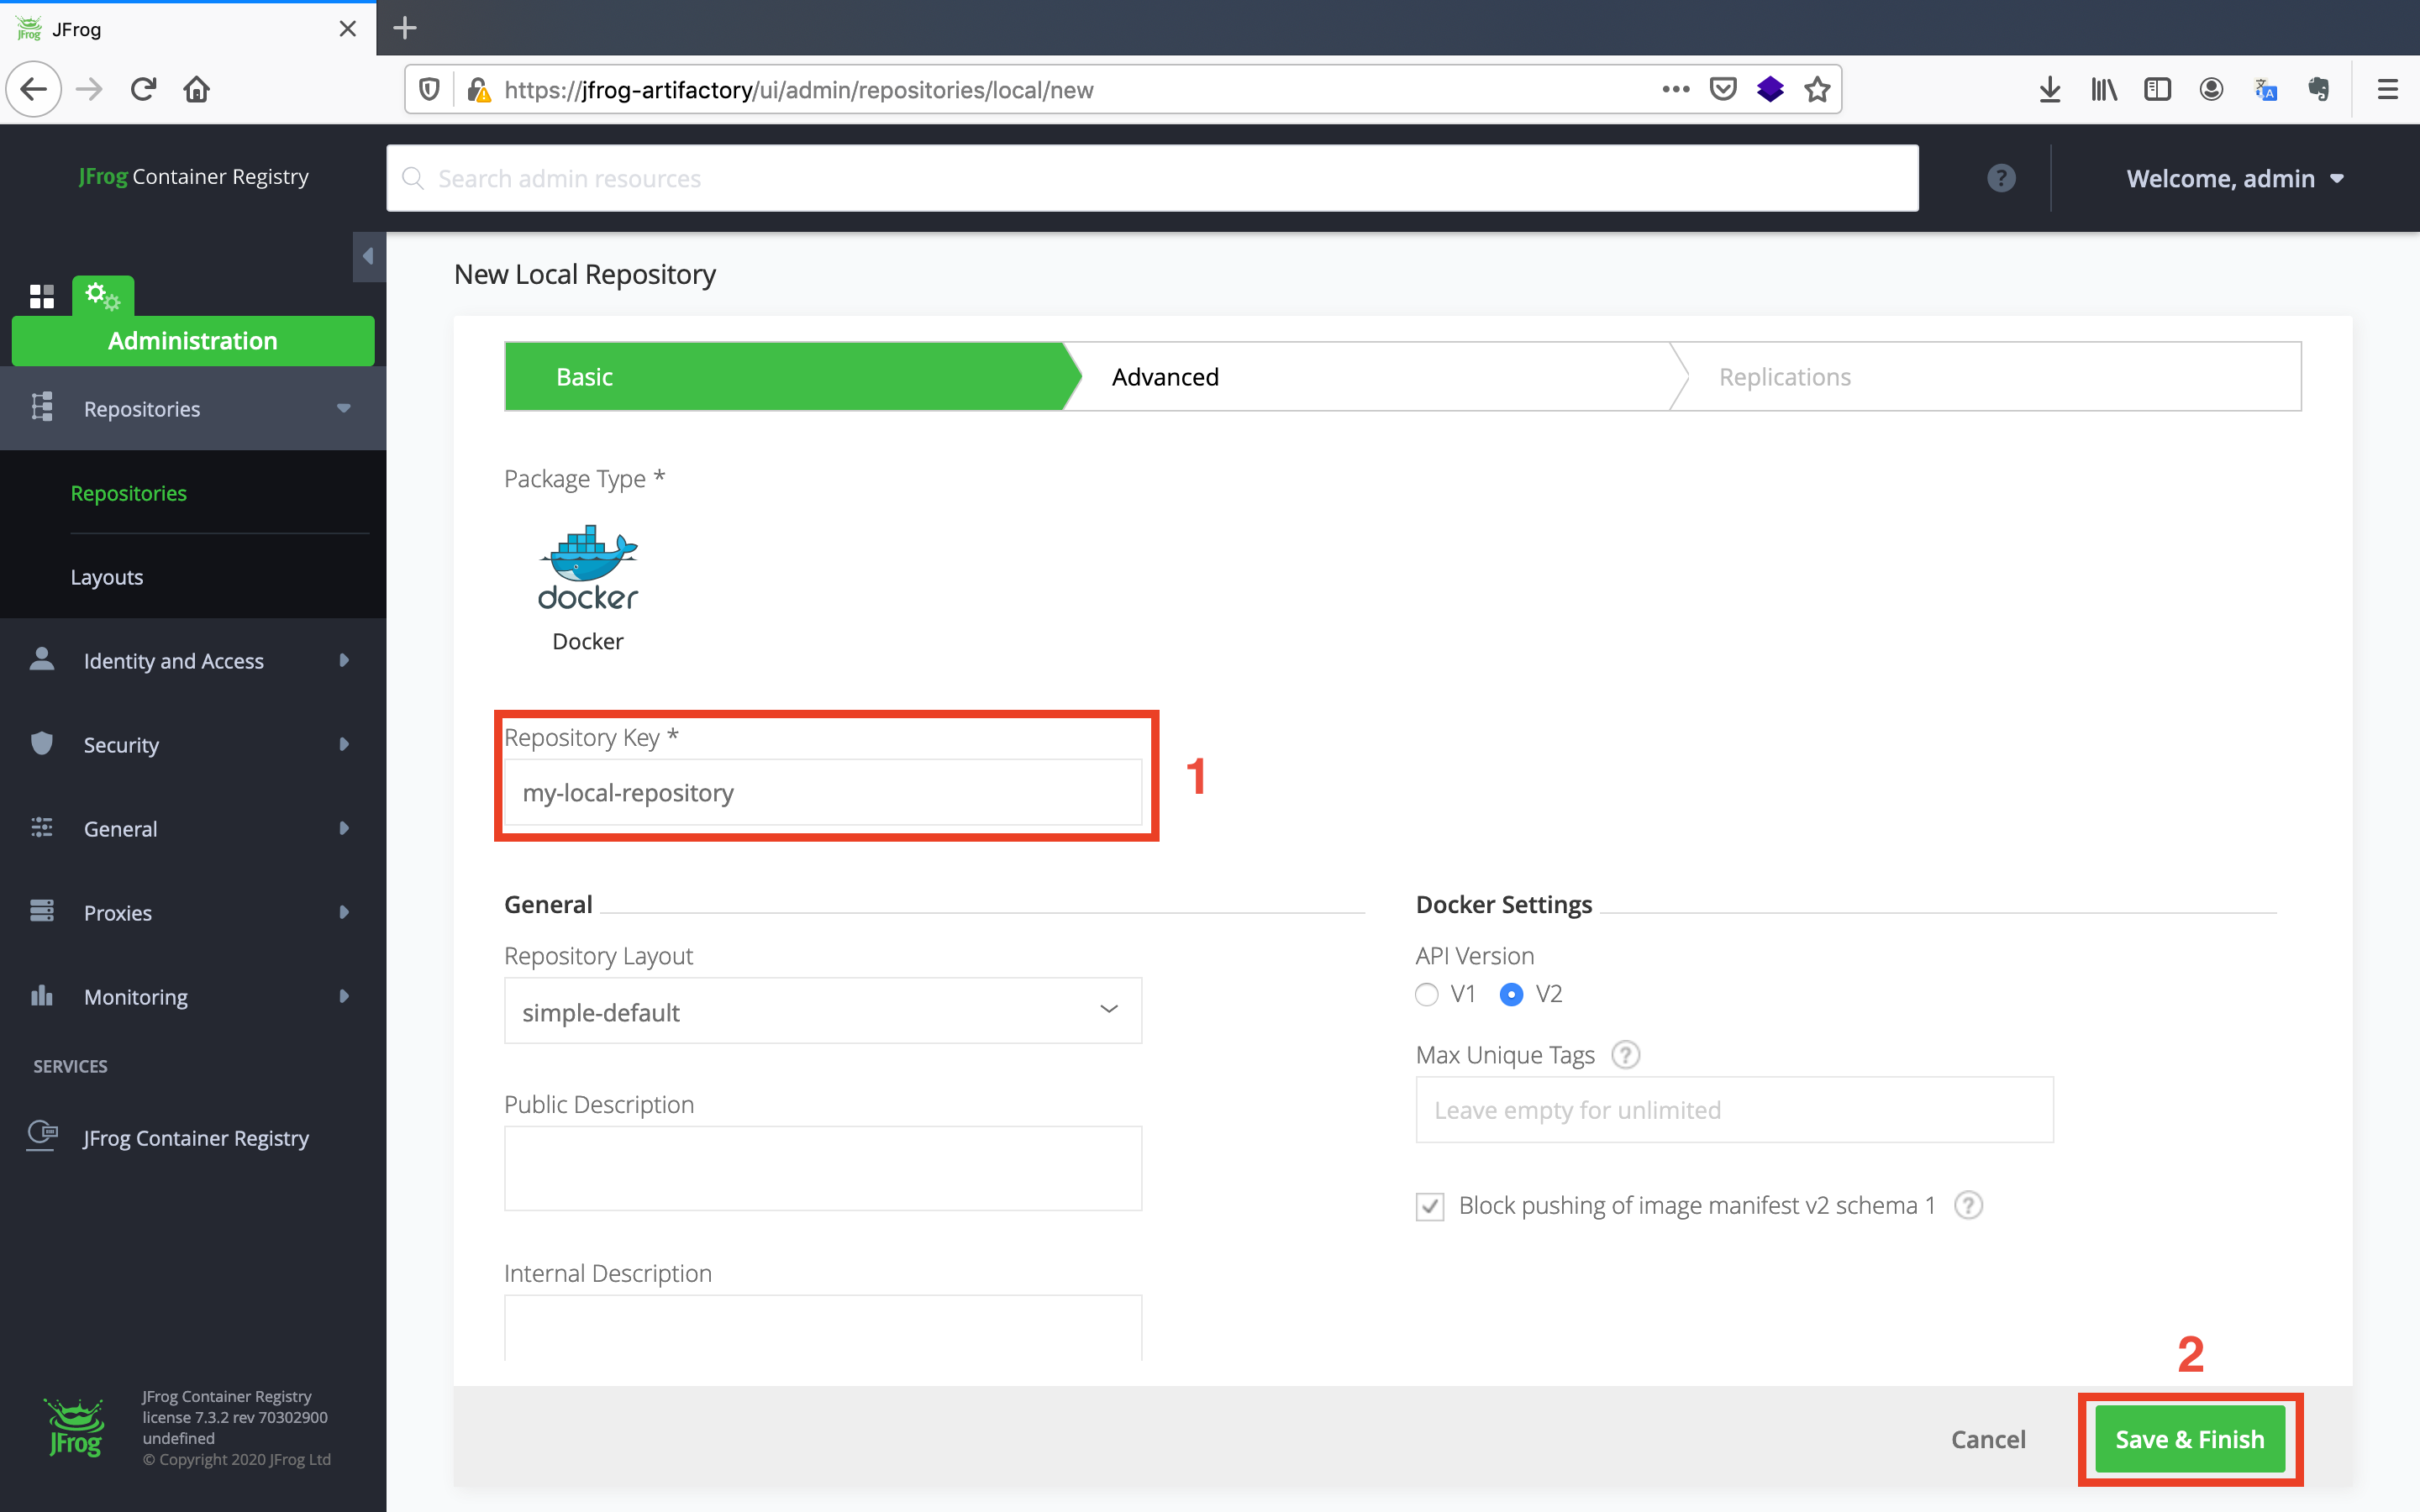 JFrog
https://jfrog-artifactory/ui/admin/repositories/local/new
JFrog Container Registry
Search admin resources
?
Welcome, admin
New Local Repository
Administration
Basic
Advanced
Replications
Repositories
Repositories
Layouts
Identity and Access
Security
General
Proxies
Monitoring
SERVICES
JFrog Container Registry
JFrog
JFrog Container Registry
license 7.3.2 rev 70302900
undefined
© Copyright 2020 JFrog Ltd
Package Type *
docker
Docker
Repository Key *
my-local-repository
1
General
Repository Layout
simple-default
Public Description
Internal Description
Docker Settings
API Version
V1 V2
Max Unique Tags ?
Leave empty for unlimited
Block pushing of image manifest v2 schema 1 ?
2
Cancel
Save & Finish